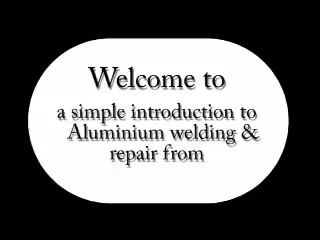 Welcome to
a simple introduction to
Aluminium welding &
repair from